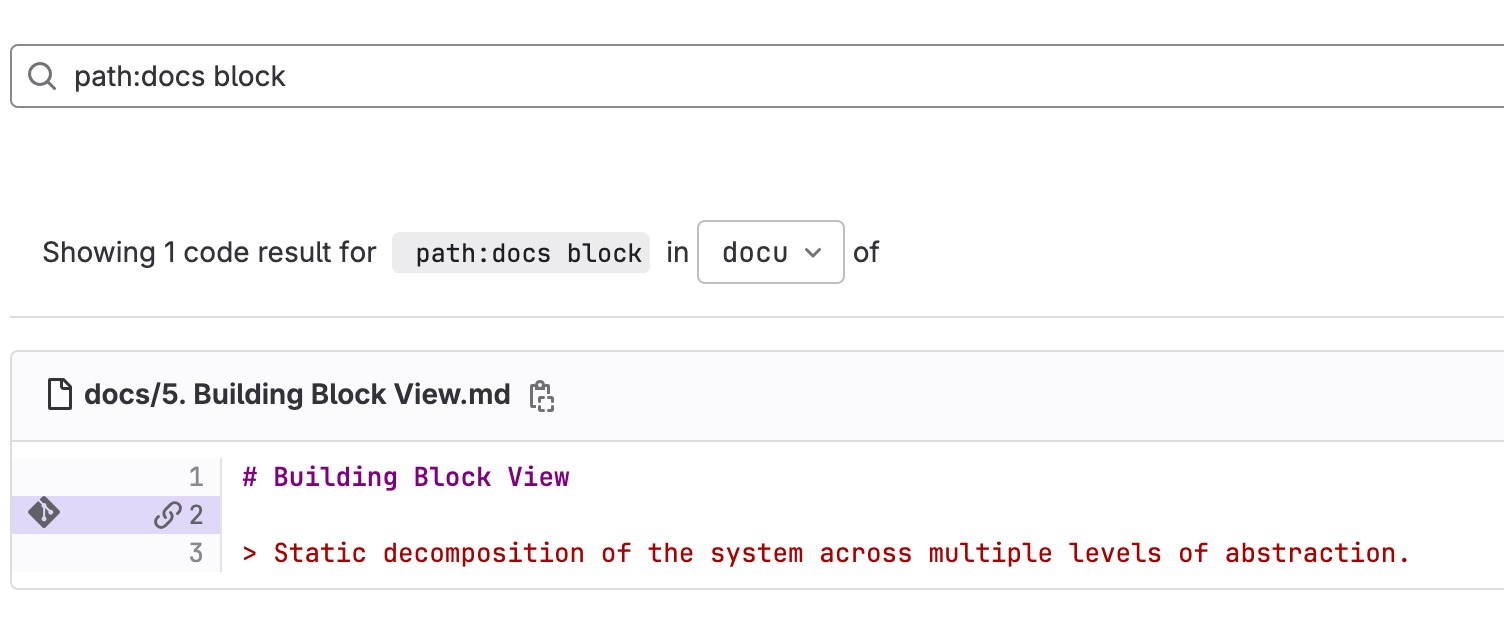 path:docs block
Showing 1 code result for path:docs block in docu of
docs/5. Building Block View.md
1 # Building Block View
2
3 > Static decomposition of the system across multiple levels of abstraction.